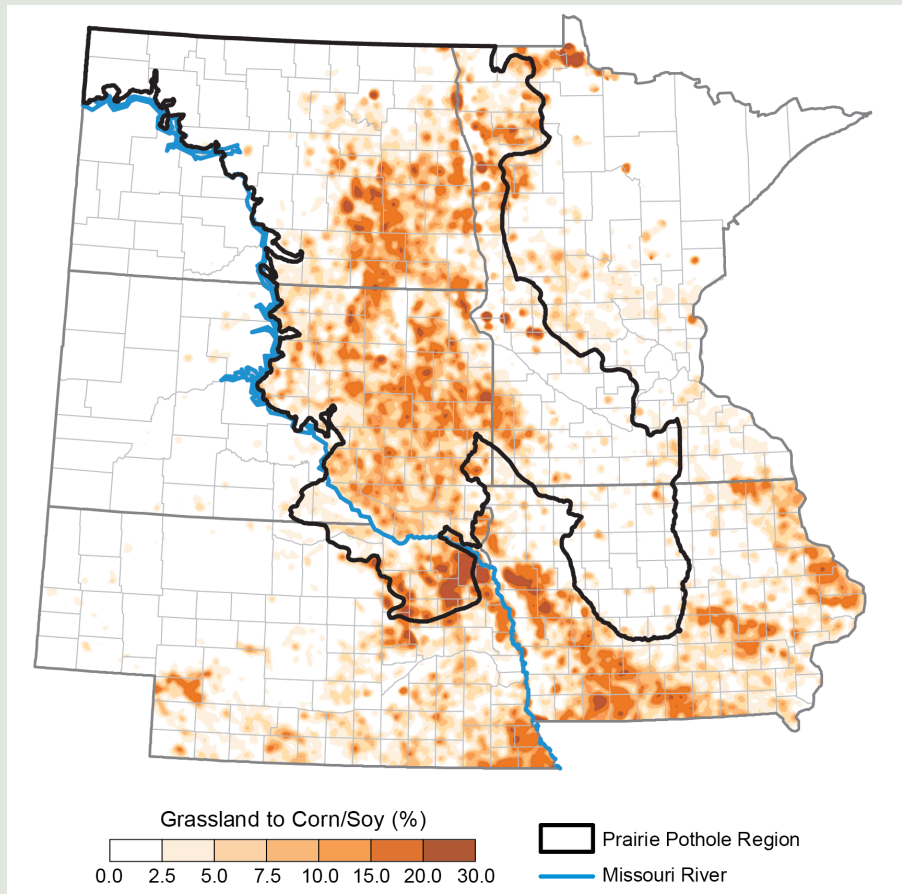 Grassland to Corn/Soy (%)
0.0 2.5 5.0 7.5 10.0 15.0 20.0 30.0
Prairie Pothole Region
Missouri River